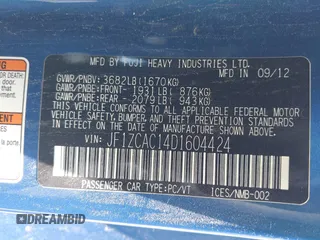 MFD. BY FUJI HEAVY INDUSTRIES LTD.
09/12
GVWR/PNBV: 3682LB(1670KG)
GAWR/PNBE:FRONT- 1931LB( 876KG)
GAWR/PNBE:REAR - 2079LB( 943KG)
THIS VEHICLE CONFORMS TO ALL APPLICABLE FEDERAL MOTOR
VEHICLE SAFETY, BUMPER, AND THEFT PREVENTION
STANDARDS IN EFFECT ON THE DATE OF MANUFACTURE
SHOWN ABOVE.
VIN: JF1ZCAC14D1604424
PASSENGER CAR TYPE:PC/VT
ICES/NMB-002
DREAMBID